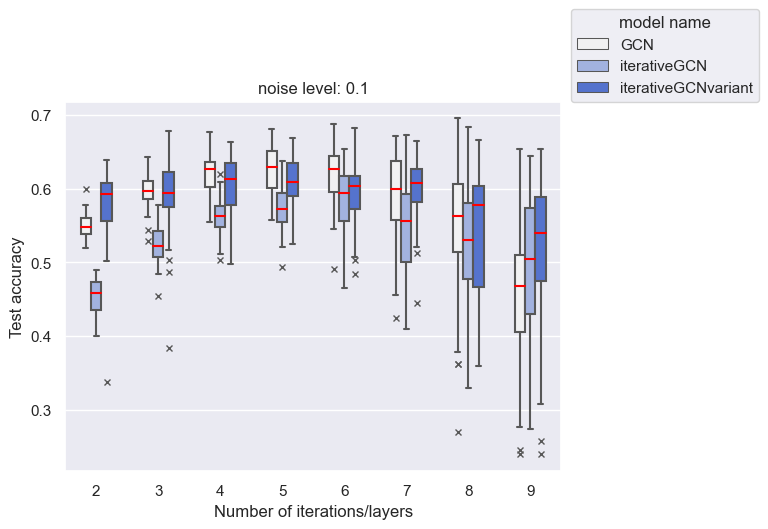 model name
GCN
iterativeGCN
iterativeGCNvariant
noise level: 0.1
0.7
0.6
0.5
0.4
0.3
Test accuracy
2 3 4 5 6 7 8 9
Number of iterations/layers